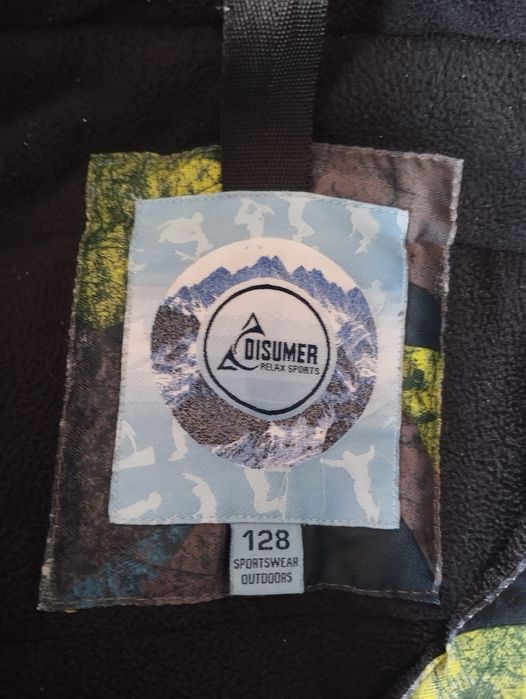 DISUMER
RELAX SPORTS
128
SPORTSWEAR
OUTDOORS